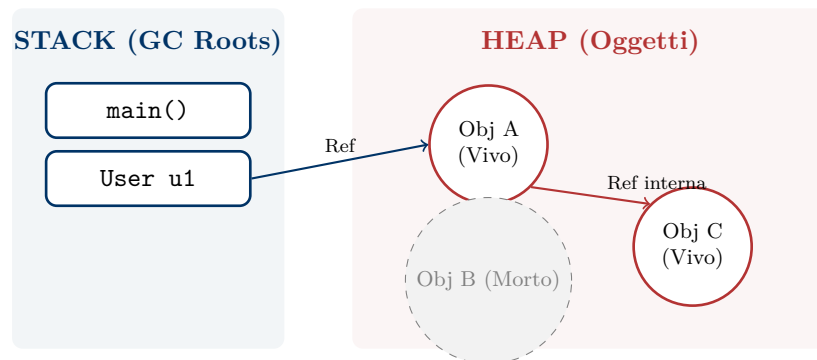 STACK (GC Roots)
HEAP (Oggetti)
main()
User u1
Ref
Obj A
(Vivo)
Ref interna
Obj C
(Vivo)
Obj B (Morto)